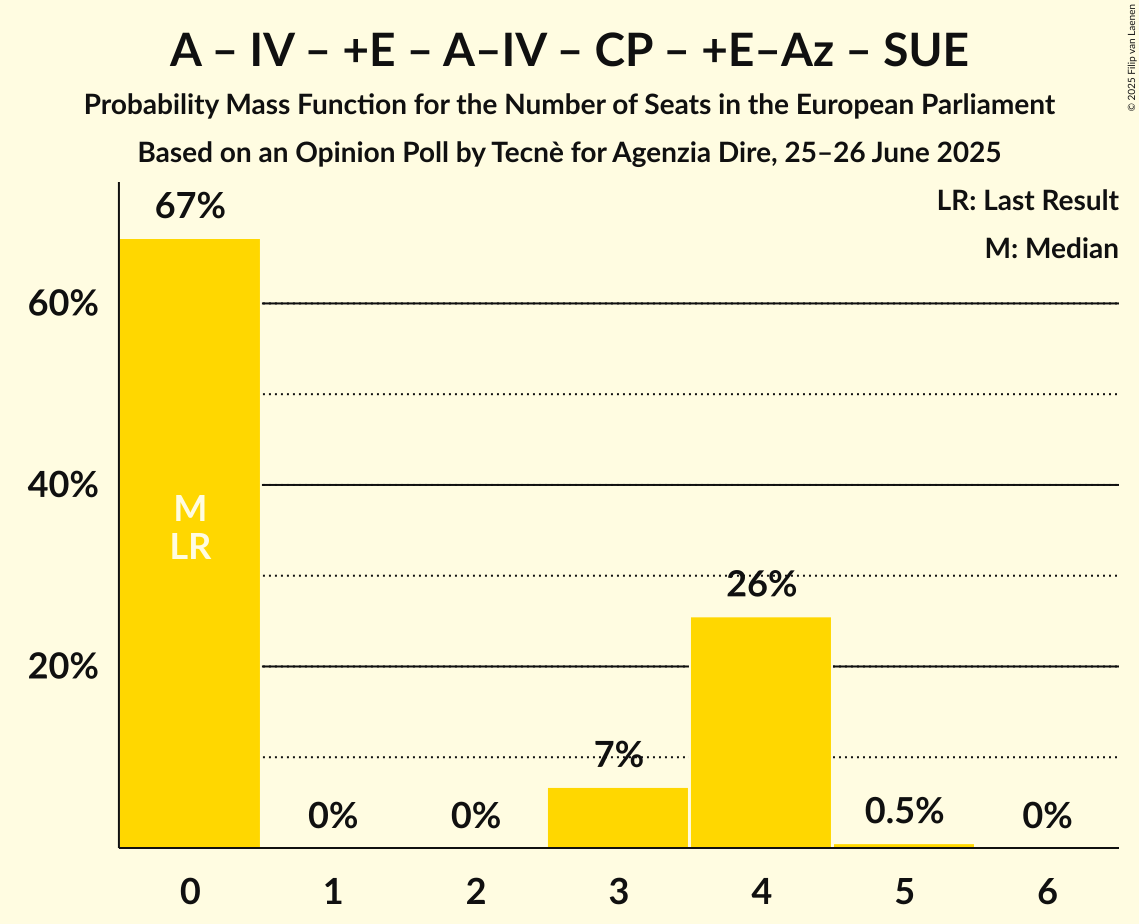 A – IV – +E – A–IV – CP – +E–Az – SUE
Probability Mass Function for the Number of Seats in the European Parliament
Based on an Opinion Poll by Tecnè for Agenzia Dire, 25–26 June 2025
© 2025 Filip van Laenen
LR: Last Result
M: Median
67%
60%
40%
20%
M
LR
0%
0%
7%
26%
0.5%
0%
0
1
2
3
4
5
6